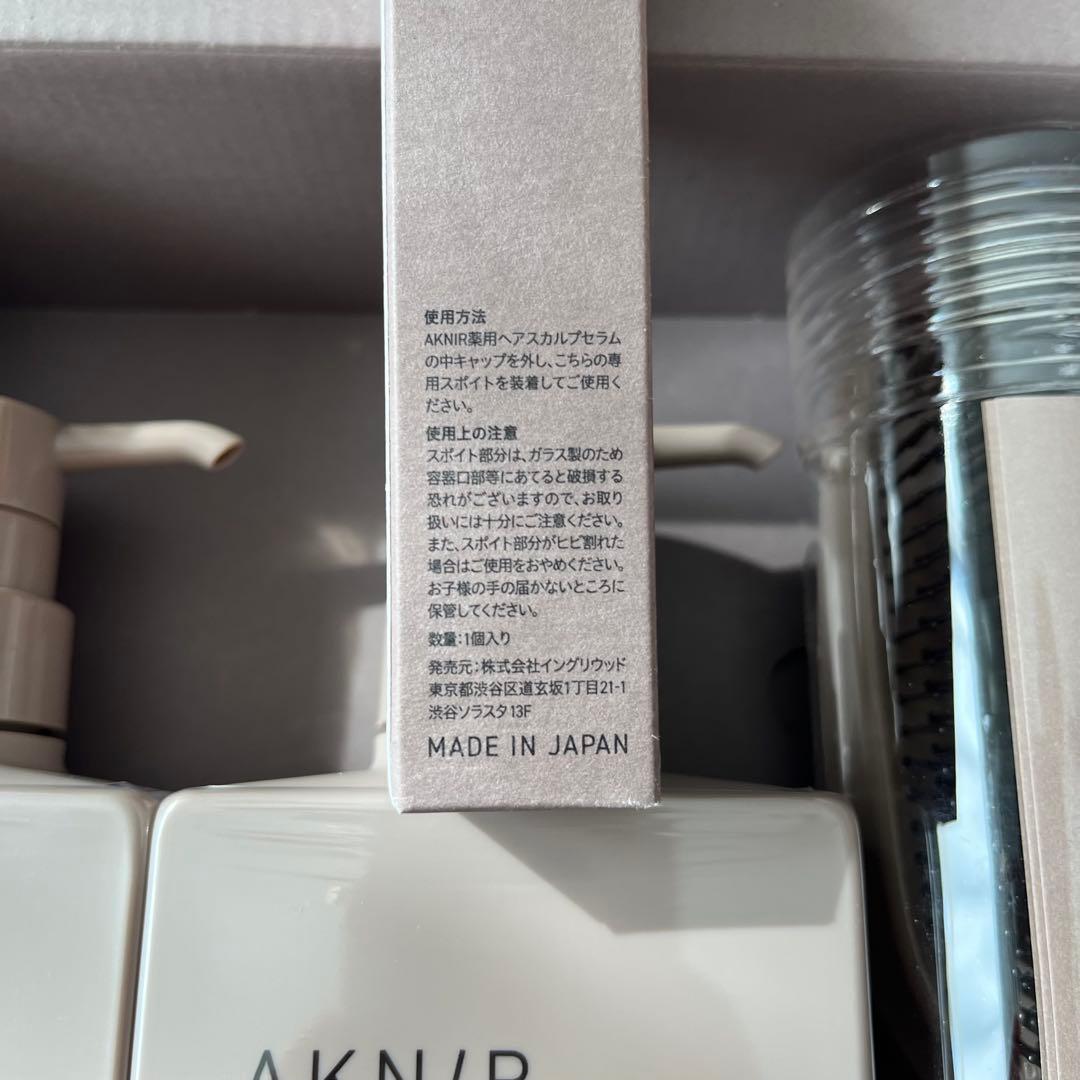 使用方法
AKNIR薬用ヘアスカルプセラム
の中キャップを外し、こちらの専
用スポイトを装着してご使用く
ださい。
使用上の注意
スポイト部分は、ガラス製のため
容器口部等にあてると破損する
恐れがございますので、お取り
扱いには十分にご注意ください。
また、スポイト部分がヒビ割れた
場合はご使用をおやめください。
お子様の手の届かないところに
保管してください。
数量:1個入り
発売元:株式会社イングリウッド
東京都渋谷区道玄坂1丁目21-1
渋谷ソラスタ13F
MADE IN JAPAN
AKNIR